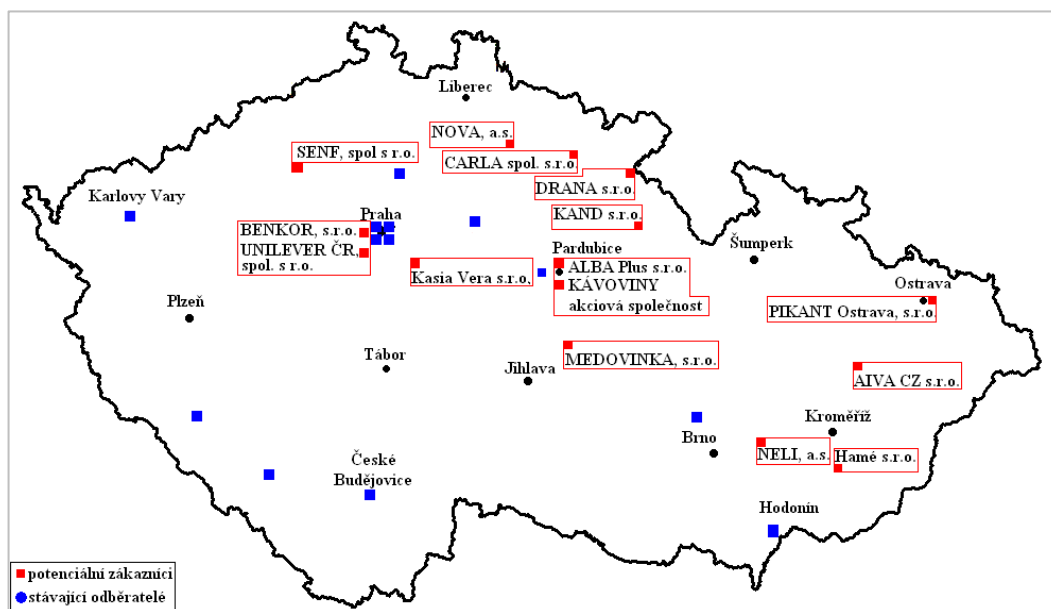 Liberec
NOVA, a.s.
SENF, spol s r.o.
CARLA spol. s.r.o.
DRANA s.r.o.
Karlovy Vary
KAND s.r.o.
Praha
BENKOR, s.r.o.
UNILEVER ČR,
spol. s r.o.
Pardubice
Šumperk
Kasia Vera s.r.o,
ALBA Plus s.r.o.
KÁVOVINY
akciová společnost
Ostrava
PIKANT Ostrava, s.r.o.
Plzeň
Tábor
Jihlava
MEDOVINKA, s.r.o.
AIVA CZ s.r.o.
Kroměříž
Brno
NELI, a.s.
Hamé s.r.o.
České
Budějovice
Hodonín
potenciální zákazníci
stávající odběratelé